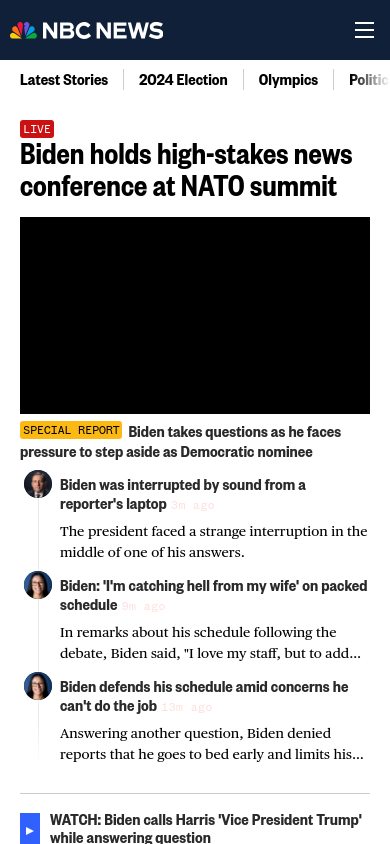 NBC NEWS
Latest Stories
2024 Election
Olympics
Politic
LIVE
Biden holds high-stakes news
conference at NATO summit
SPECIAL REPORT Biden takes questions as he faces
pressure to step aside as Democratic nominee
Biden was interrupted by sound from a
reporter's laptop 3m ago
The president faced a strange interruption in the
middle of one of his answers.
Biden: 'I'm catching hell from my wife' on packed
schedule 9m ago
In remarks about his schedule following the
debate, Biden said, "I love my staff, but to add...
Biden defends his schedule amid concerns he
can't do the job 13m ago
Answering another question, Biden denied
reports that he goes to bed early and limits his...
WATCH: Biden calls Harris 'Vice President Trump'
while answering question